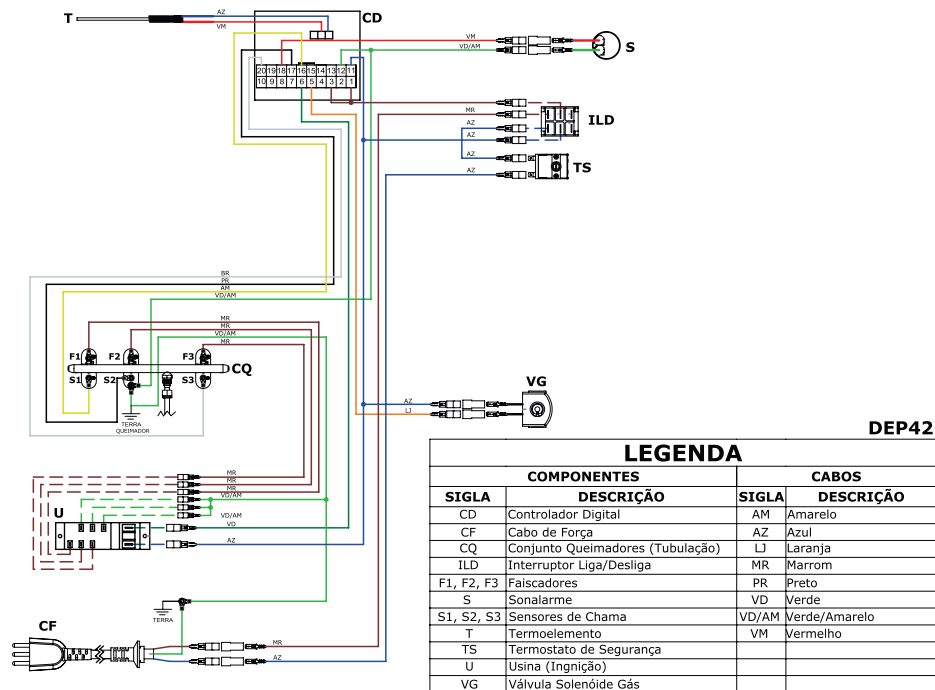 T
AZ
VM
CD
20 19 18 17 16 15 14 13 12 11
10 9 8 7 6 5 4 3 2 1
VM
VD/AM
S
MR
AZ
AZ
ILD
AZ
TS
AZ
BR
PR
AM
VD/AM
MR
MR
VD/AM
MR
F1
F2
F3
CQ
S1
S2
S3
TERRA
QUEIMADOR
AZ
LJ
VG
MR
MR
MR
VD/AM
VD/AM
VD
AZ
U
TERRA
CF
MR
AZ
DEP42
LEGENDA
COMPONENTES CABOS
SIGLA DESCRIÇÃO SIGLA DESCRIÇÃO
CD Controlador Digital AM Amarelo
CF Cabo de Força AZ Azul
CQ Conjunto Queimadores (Tubulação) LJ Laranja
ILD Interruptor Liga/Desliga MR Marrom
F1, F2, F3 Faiscadores PR Preto
S Sonalarme VD Verde
S1, S2, S3 Sensores de Chama VD/AM Verde/Amarelo
T Termoelemento VM Vermelho
TS Termostato de Segurança
U Usina (Ingnição)
VG Válvula Solenóide Gás